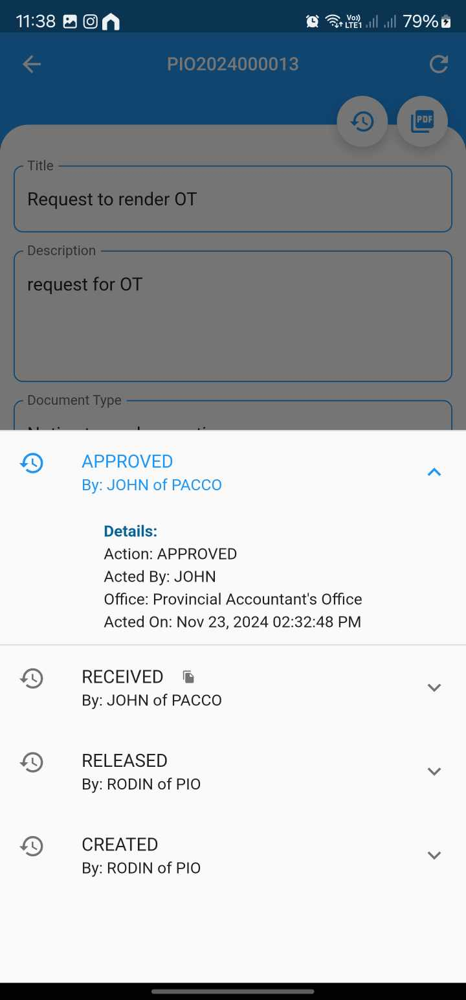 11:38 Vo)) LTE1 79%
PIO2024000013
PDF
Title
Request to render OT
Description
request for OT
Document Type
APPROVED
By: JOHN of PACCO
Details:
Action: APPROVED
Acted By: JOHN
Office: Provincial Accountant's Office
Acted On: Nov 23, 2024 02:32:48 PM
RECEIVED
By: JOHN of PACCO
RELEASED
By: RODIN of PIO
CREATED
By: RODIN of PIO